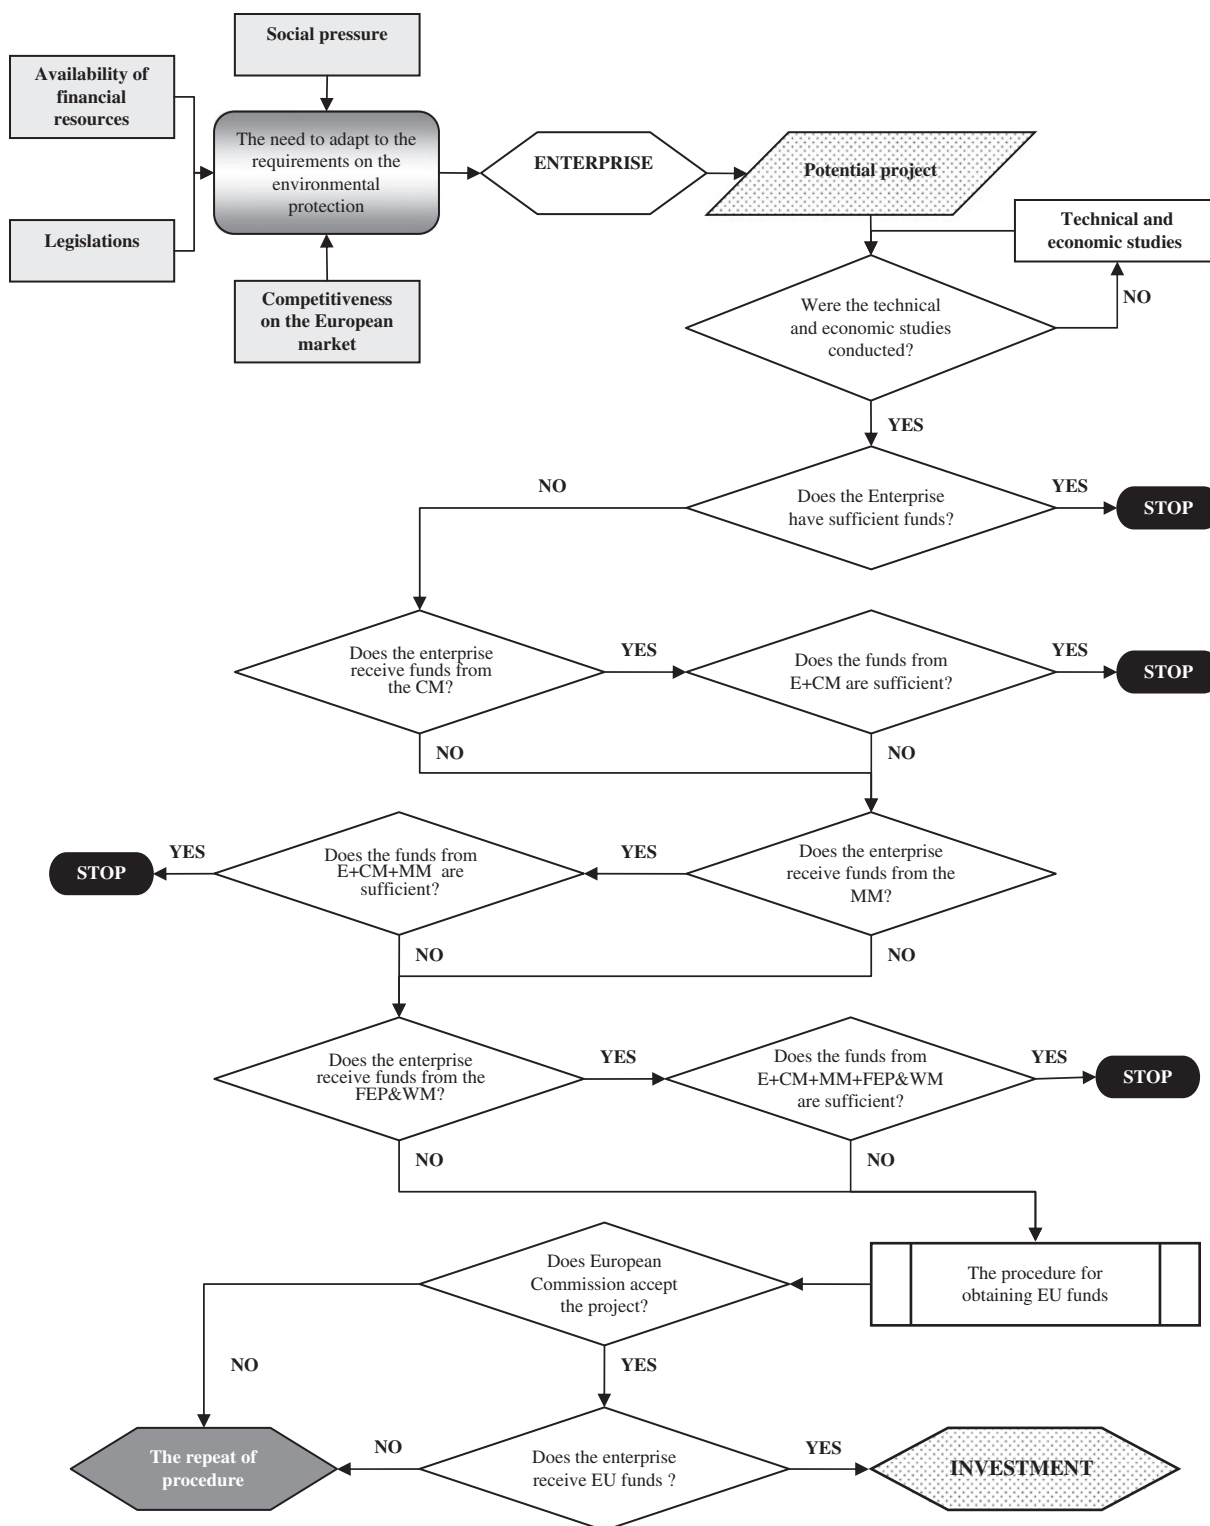 Social pressure
Availability of
financial
resources
The need to adapt to the
requirements on the
environmental
protection
ENTERPRISE
Potential project
Legislations
Technical and
economic studies
Competitiveness
on the European
market
Were the technical
and economic studies
conducted?
NO
YES
Does the Enterprise
have sufficient funds?
NO
YES
STOP
Does the enterprise
receive funds from
the CM?
YES
Does the funds from
E+CM are sufficient?
YES
STOP
NO
NO
STOP
YES
Does the funds from
E+CM+MM are
sufficient?
YES
Does the enterprise
receive funds from the
MM?
NO
NO
Does the enterprise
receive funds from the
FEP&WM?
YES
Does the funds from
E+CM+MM+FEP&WM
are sufficient?
YES
STOP
NO
NO
Does European
Commission accept
the project?
The procedure for
obtaining EU funds
NO
YES
The repeat of
procedure
NO
Does the enterprise
receive EU funds ?
YES
INVESTMENT